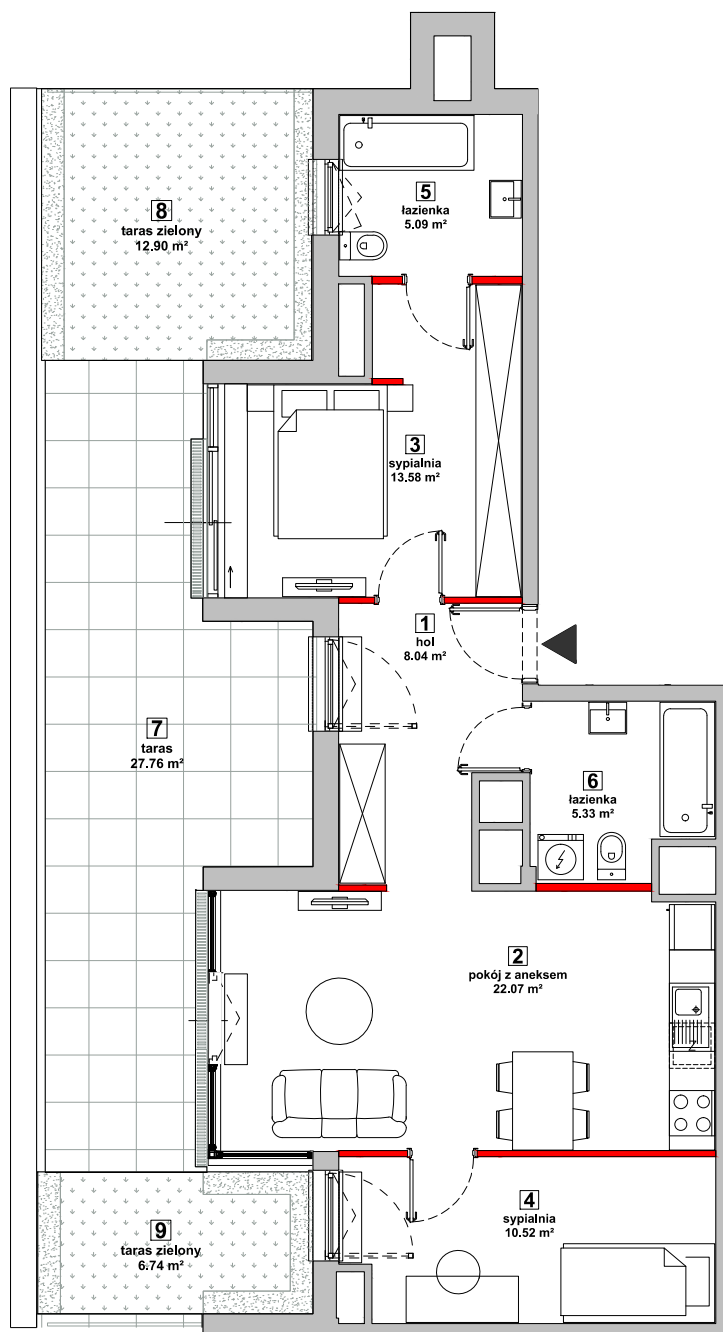 5
łazienka
5.09 m²
8
taras zielony
12.90 m²
3
sypialnia
13.58 m²
1
hol
8.04 m²
7
taras
27.76 m²
6
łazienka
5.33 m²
2
pokój z aneksem
22.07 m²
4
sypialnia
10.52 m²
9
taras zielony
6.74 m²